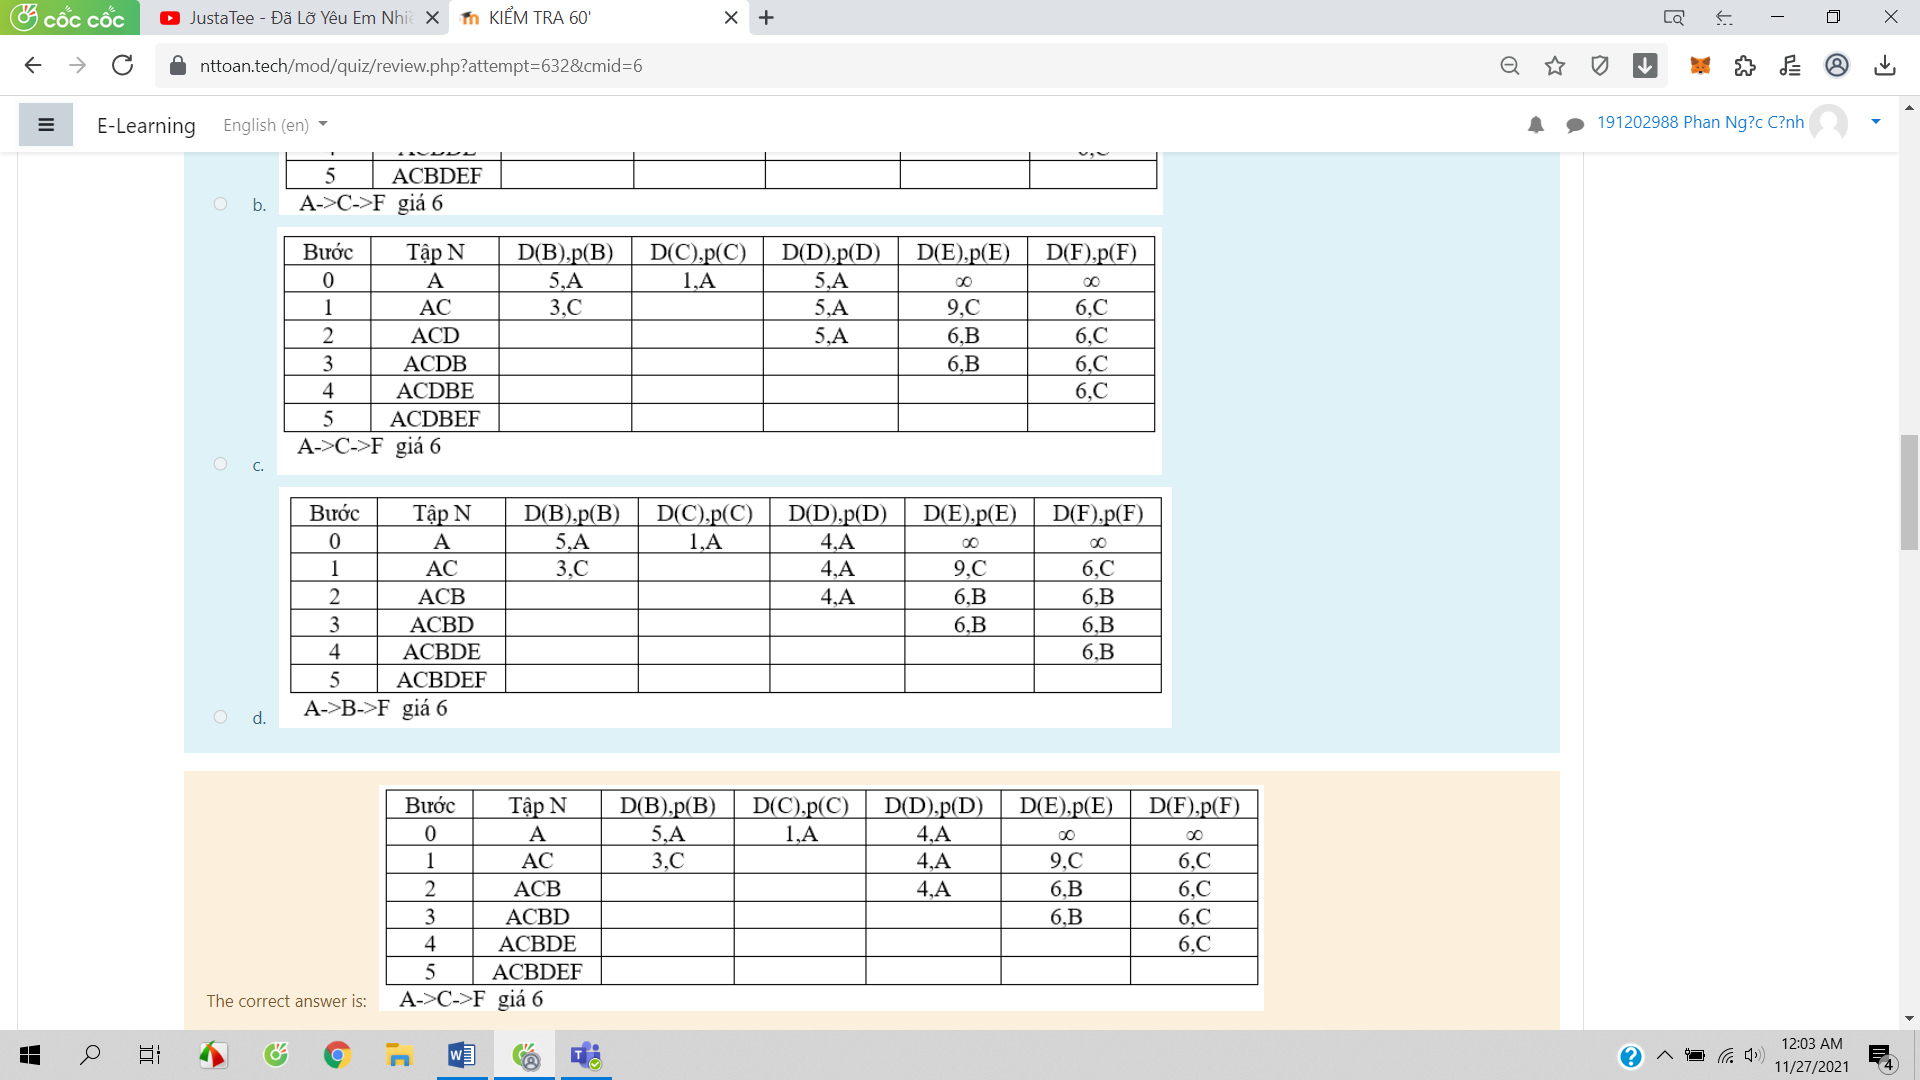 cốc cốc
JustaTee - Đã Lỡ Yêu Em Nhi
KIỂM TRA 60'
nttoan.tech/mod/quiz/review.php?attempt=632&cmid=6
E-Learning English (en)
191202988 Phan Ng?c C?nh
5 ACBDEF
b. A->C->F giá 6
Bước Tập N D(B),p(B) D(C),p(C) D(D),p(D) D(E),p(E) D(F),p(F)
0 A 5,A 1,A 5,A ∞ ∞
1 AC 3,C 5,A 9,C 6,C
2 ACD 5,A 6,B 6,C
3 ACDB 6,B 6,C
4 ACDBE 6,C
5 ACDBEF
A->C->F giá 6
c.
Bước Tập N D(B),p(B) D(C),p(C) D(D),p(D) D(E),p(E) D(F),p(F)
0 A 5,A 1,A 4,A ∞ ∞
1 AC 3,C 4,A 9,C 6,C
2 ACB 4,A 6,B 6,B
3 ACBD 6,B 6,B
4 ACBDE 6,B
5 ACBDEF
A->B->F giá 6
d.
Bước Tập N D(B),p(B) D(C),p(C) D(D),p(D) D(E),p(E) D(F),p(F)
0 A 5,A 1,A 4,A ∞ ∞
1 AC 3,C 4,A 9,C 6,C
2 ACB 4,A 6,B 6,C
3 ACBD 6,B 6,C
4 ACBDE 6,C
5 ACBDEF
The correct answer is: A->C->F giá 6
12:03 AM
11/27/2021
4